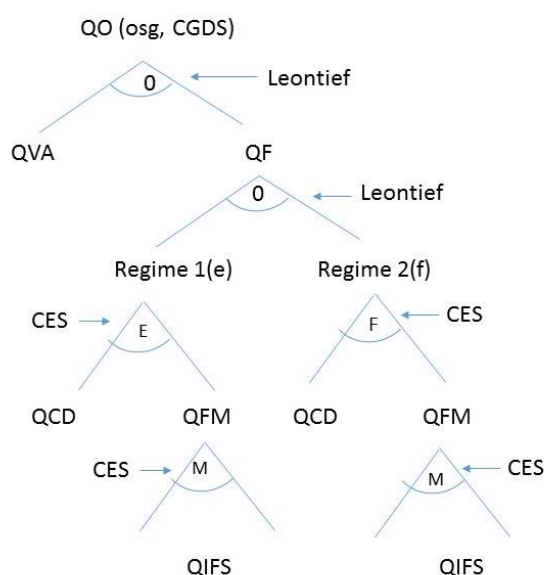 QO (osg, CGDS)
0
Leontief
QVA
QF
0
Leontief
Regime 1(e)
Regime 2(f)
CES
E
F
CES
QCD
QFM
QCD
QFM
CES
M
M
CES
QIFS
QIFS